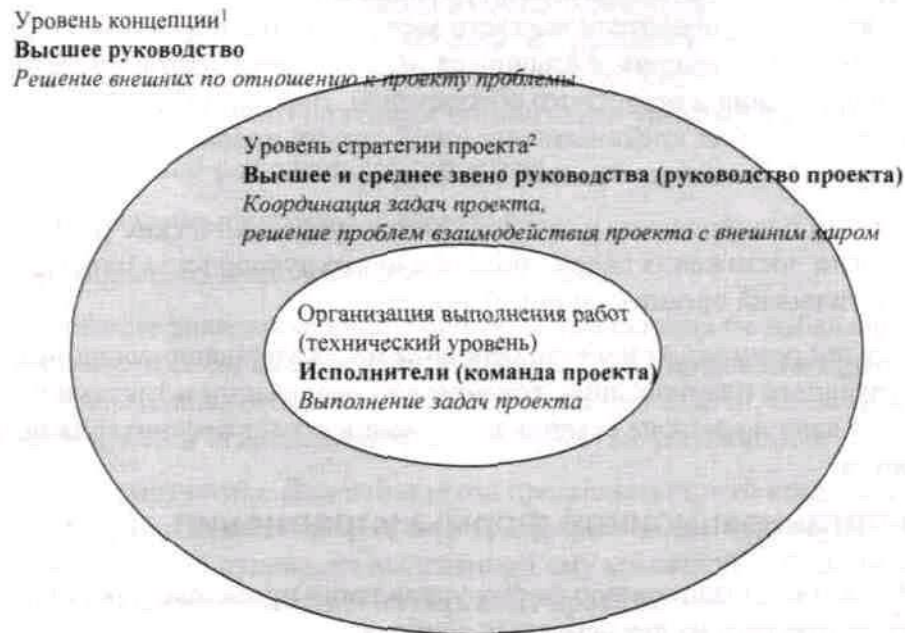 Уровень концепции¹
Высшее руководство
Решение внешних по отношению к проекту проблемы
Уровень стратегии проекта²
Высшее и среднее звено руководства (руководство проекта)
Координация задач проекта,
решение проблем взаимодействия проекта с внешним миром
Организация выполнения работ
(технический уровень)
Исполнители (команда проекта)
Выполнение задач проекта